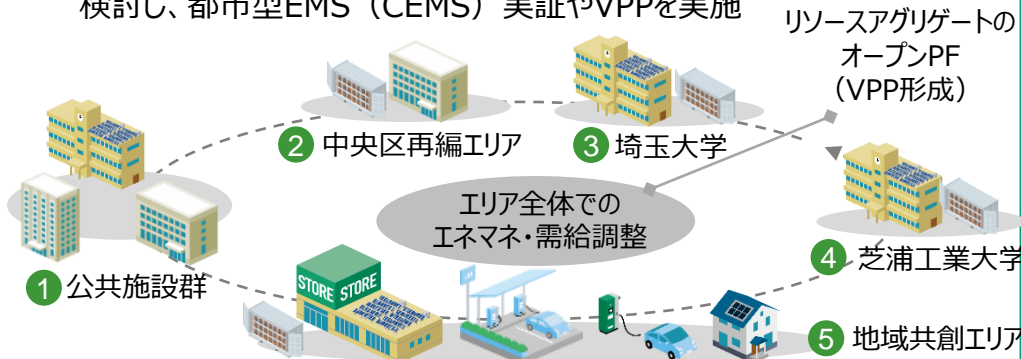 検討し、都市型EMS（CEMS）実証やVPPを実施
リソースアグリゲートの
オープンPF
（VPP形成）
2 中央区再編エリア
3 埼玉大学
エリア全体での
エネマネ・需給調整
1 公共施設群
4 芝浦工業大学
STORE STORE
5 地域共創エリア